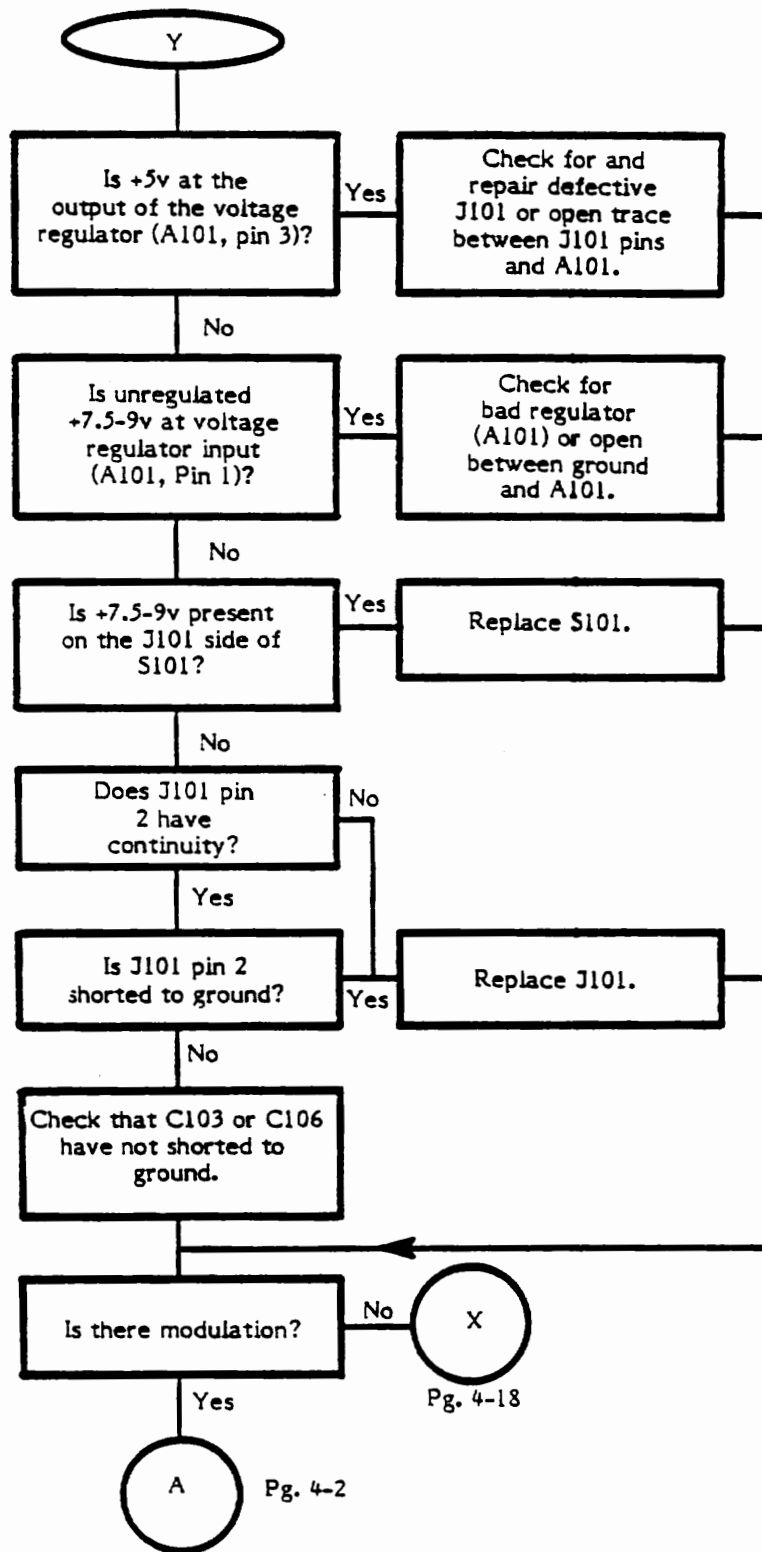 Y
Is +5v at the
output of the voltage
regulator (A101, pin 3)?
Yes
Check for and
repair defective
J101 or open trace
between J101 pins
and A101.
No
Is unregulated
+7.5-9v at voltage
regulator input
(A101, Pin 1)?
Yes
Check for
bad regulator
(A101) or open
between ground
and A101.
No
Is +7.5-9v present
on the J101 side of
S101?
Yes
Replace S101.
No
Does J101 pin
2 have
continuity?
No
Yes
Is J101 pin 2
shorted to ground?
Yes
Replace J101.
No
Check that C103 or C106
have not shorted to
ground.
Is there modulation?
No
X
Pg. 4-18
Yes
A
Pg. 4-2